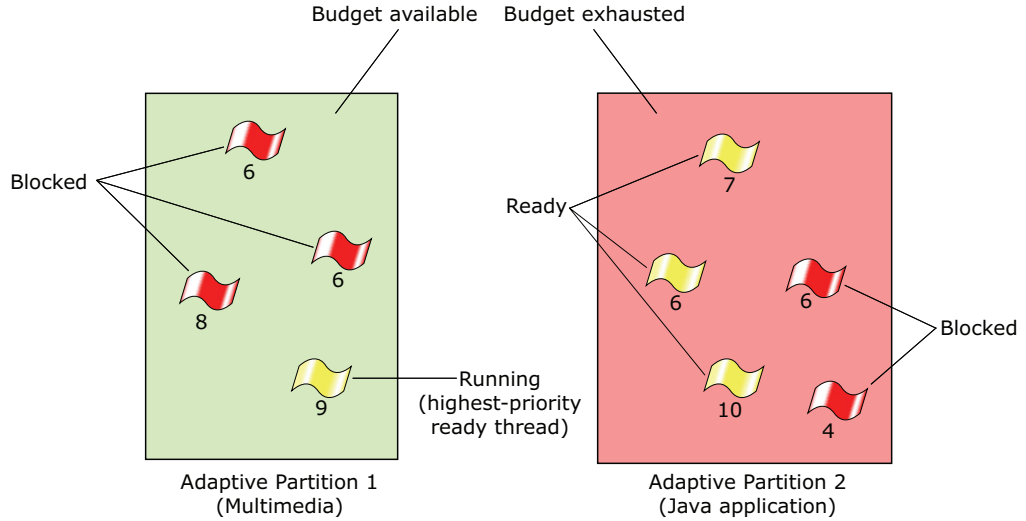 Budget available
Budget exhausted
Blocked
6
6
8
9
Running
(highest-priority
ready thread)
Adaptive Partition 1
(Multimedia)
Ready
7
6
6
10
4
Blocked
Adaptive Partition 2
(Java application)